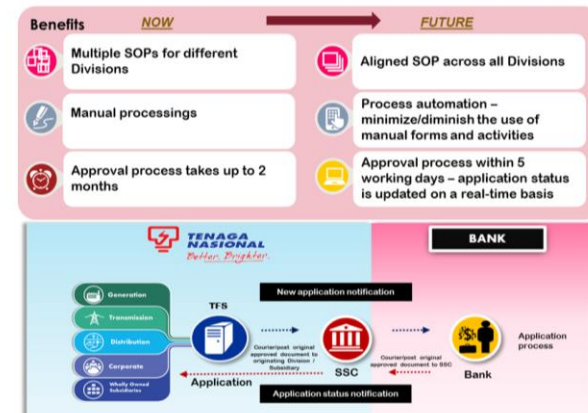 Benefits
NOW
FUTURE
Multiple SOPs for different
Divisions
Aligned SOP across all Divisions
Manual processings
Process automation –
minimize/diminish the use of
manual forms and activities
Approval process takes up to 2
months
Approval process within 5
working days – application status
is updated on a real-time basis
TENAGA
NASIONAL
Better. Brighter.
BANK
Generation
Transmission
Distribution
Corporate
Wholly Owned
Subsidiaries
TFS
New application notification
Courier/post original
approved document to
originating Division /
Subsidiary
SSC
Courier/post original
approved document to SSC
Bank
Application
process
Application
Application status notification